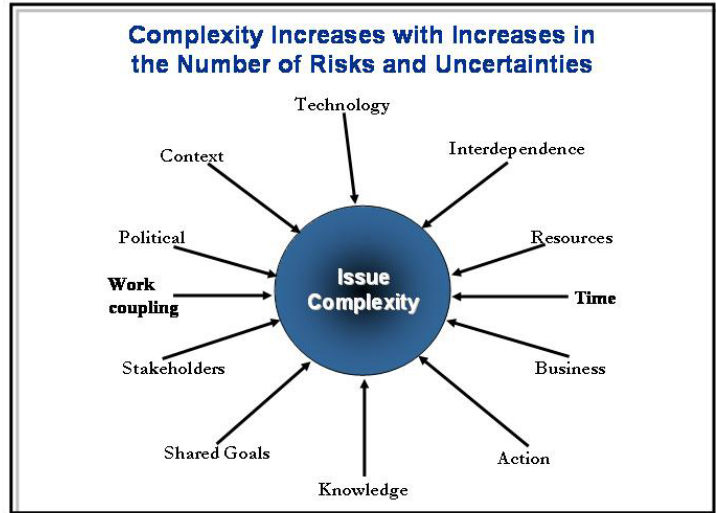 Complexity Increases with Increases in
the Number of Risks and Uncertainties
Technology
Context
Interdependence
Political
Resources
Work
coupling
Issue
Complexity
Time
Stakeholders
Business
Shared Goals
Action
Knowledge